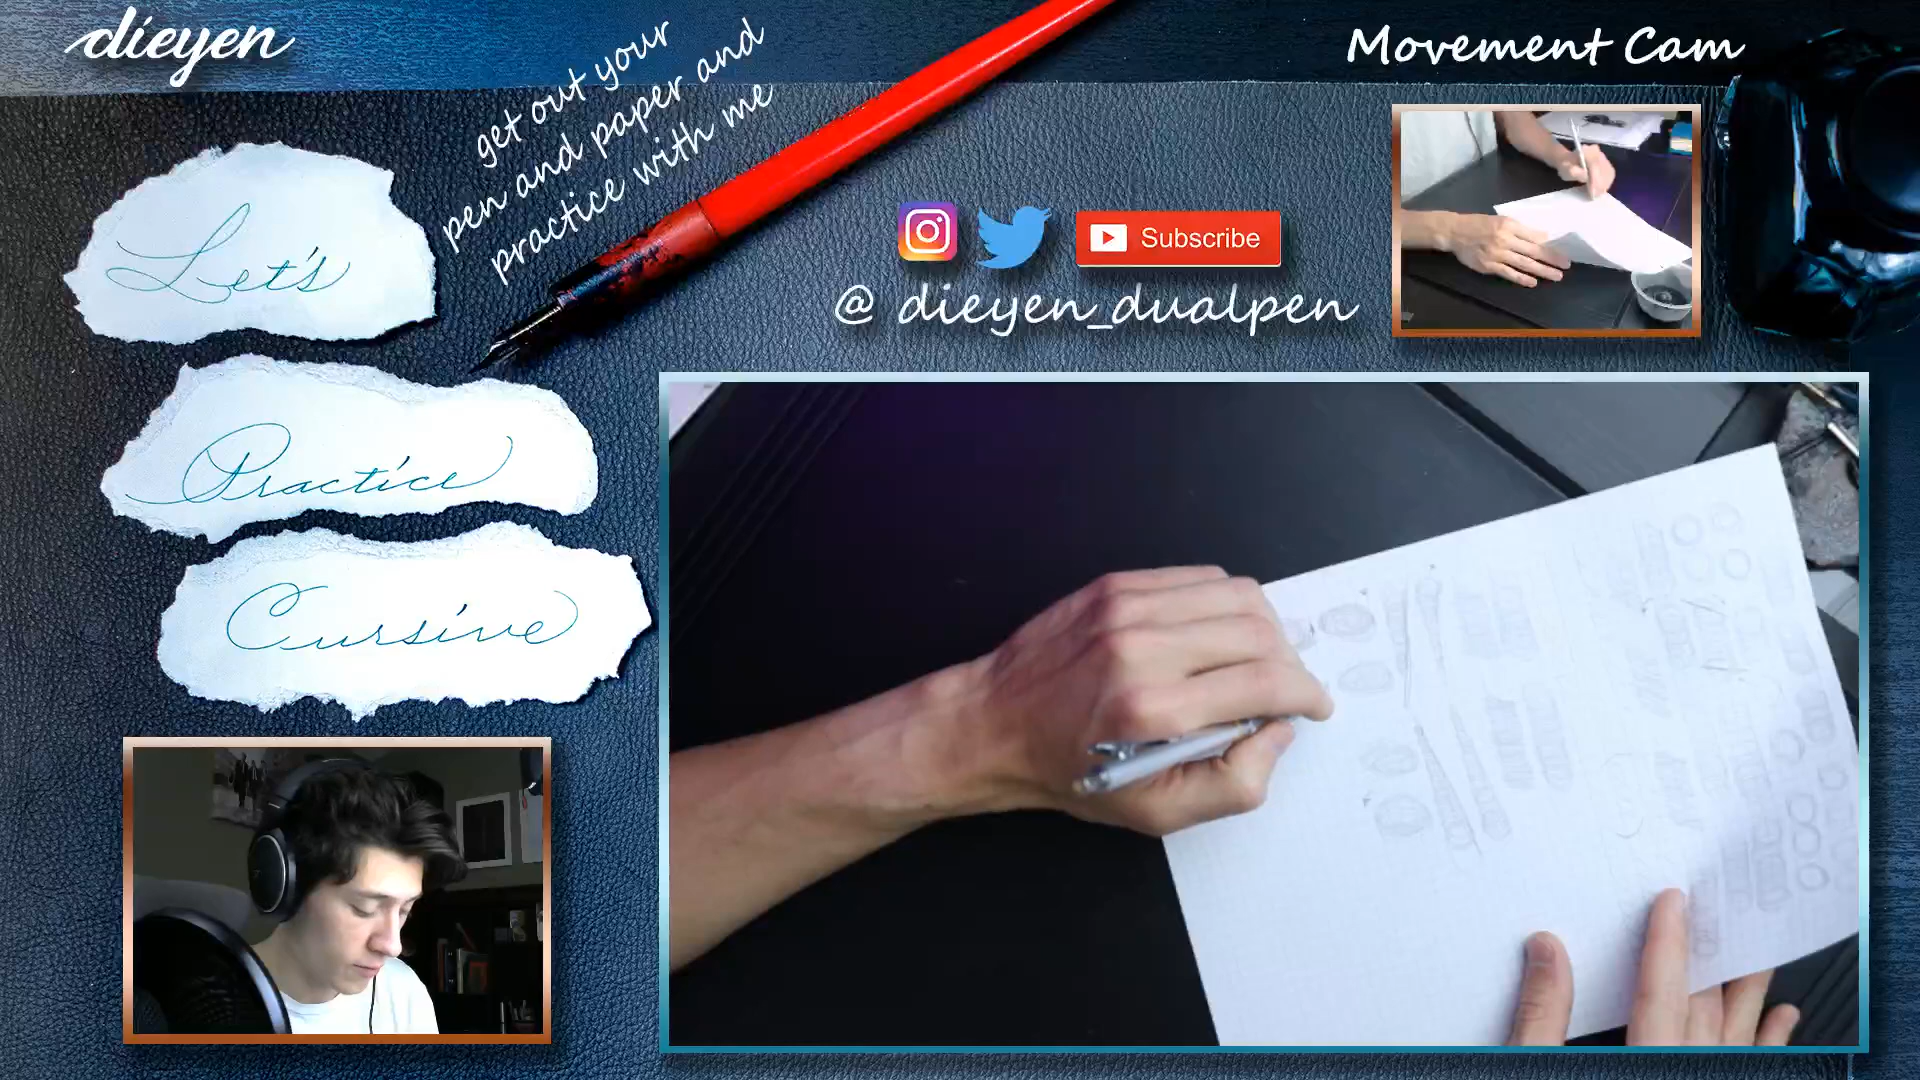 dieyen
get out your
pen and paper and
practice with me
Movement Cam
Let's
Practice
Cursive
Subscribe
@ dieyen_dualpen